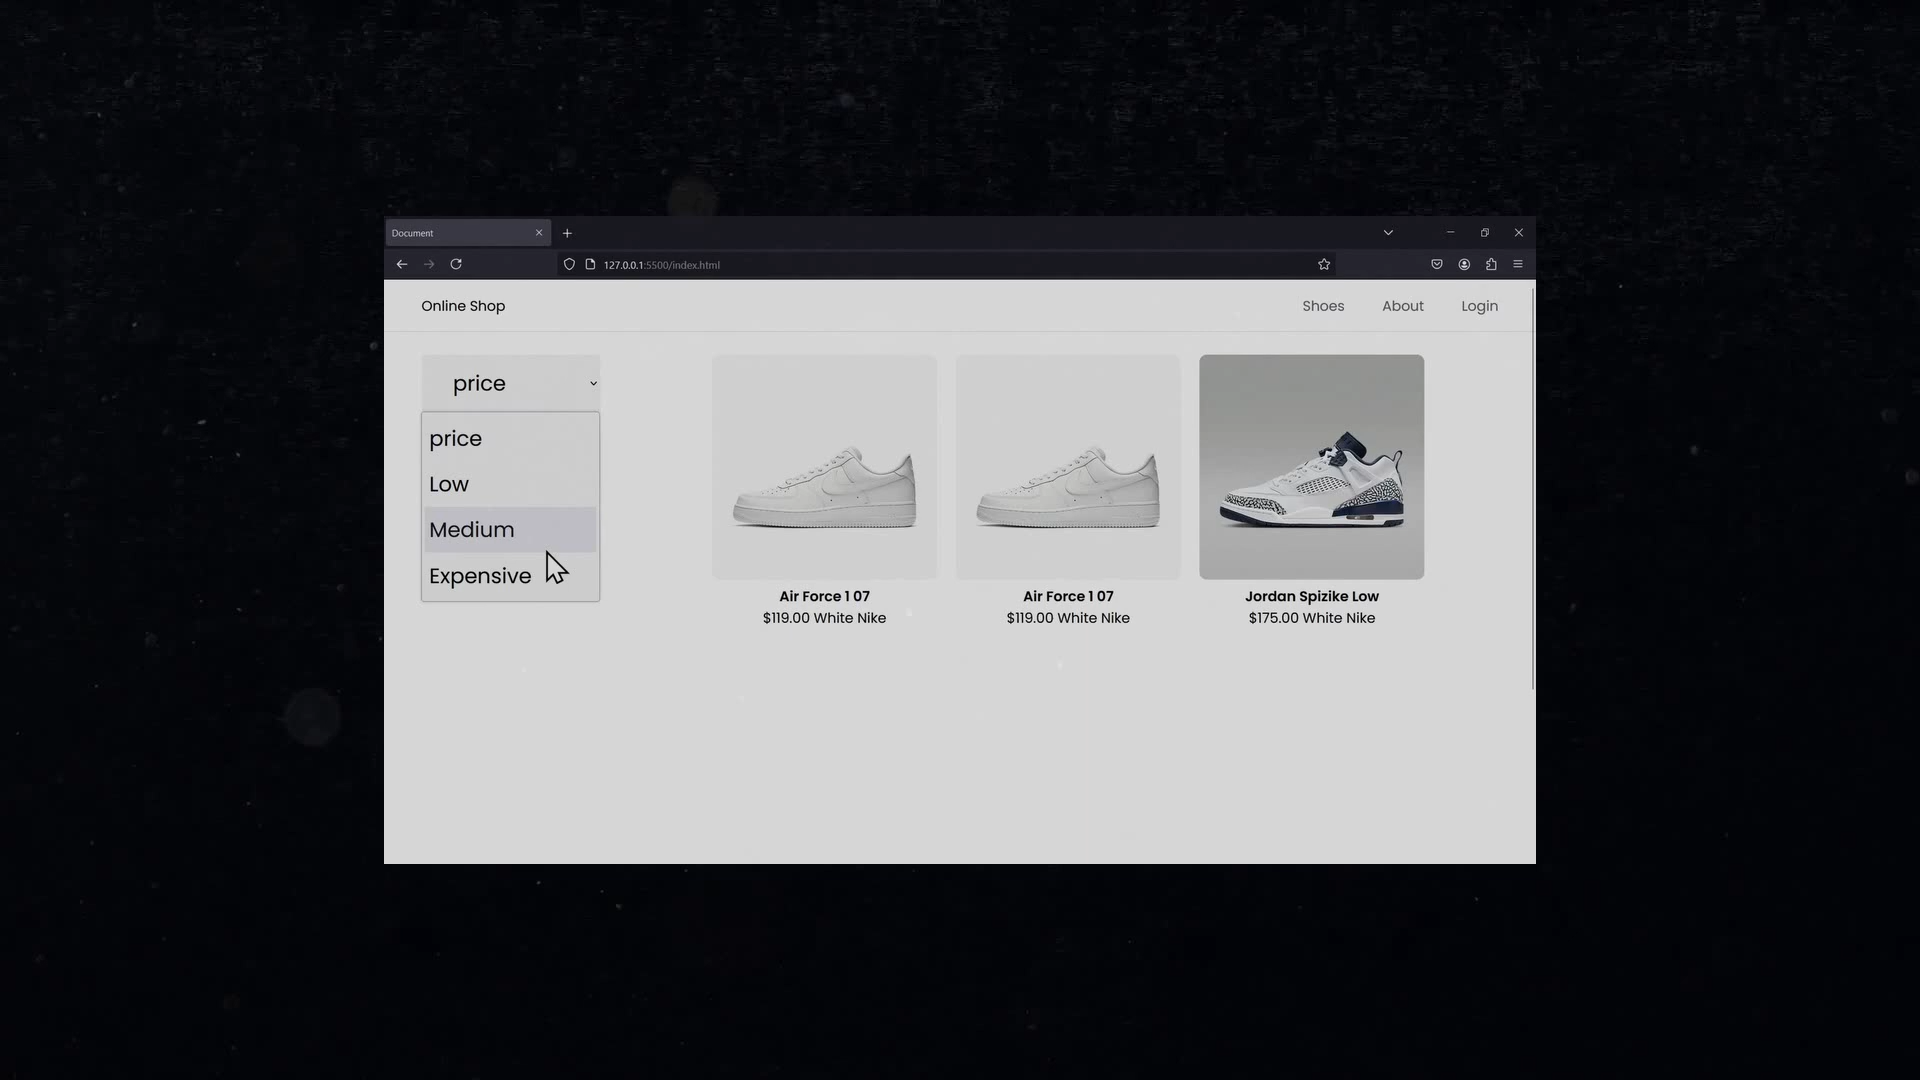 Document
127.0.0.1:5500/index.html
Online Shop
Shoes
About
Login
price
price
Low
Medium
Expensive
Air Force 1 07
$119.00 White Nike
Air Force 1 07
$119.00 White Nike
Jordan Spizike Low
$175.00 White Nike